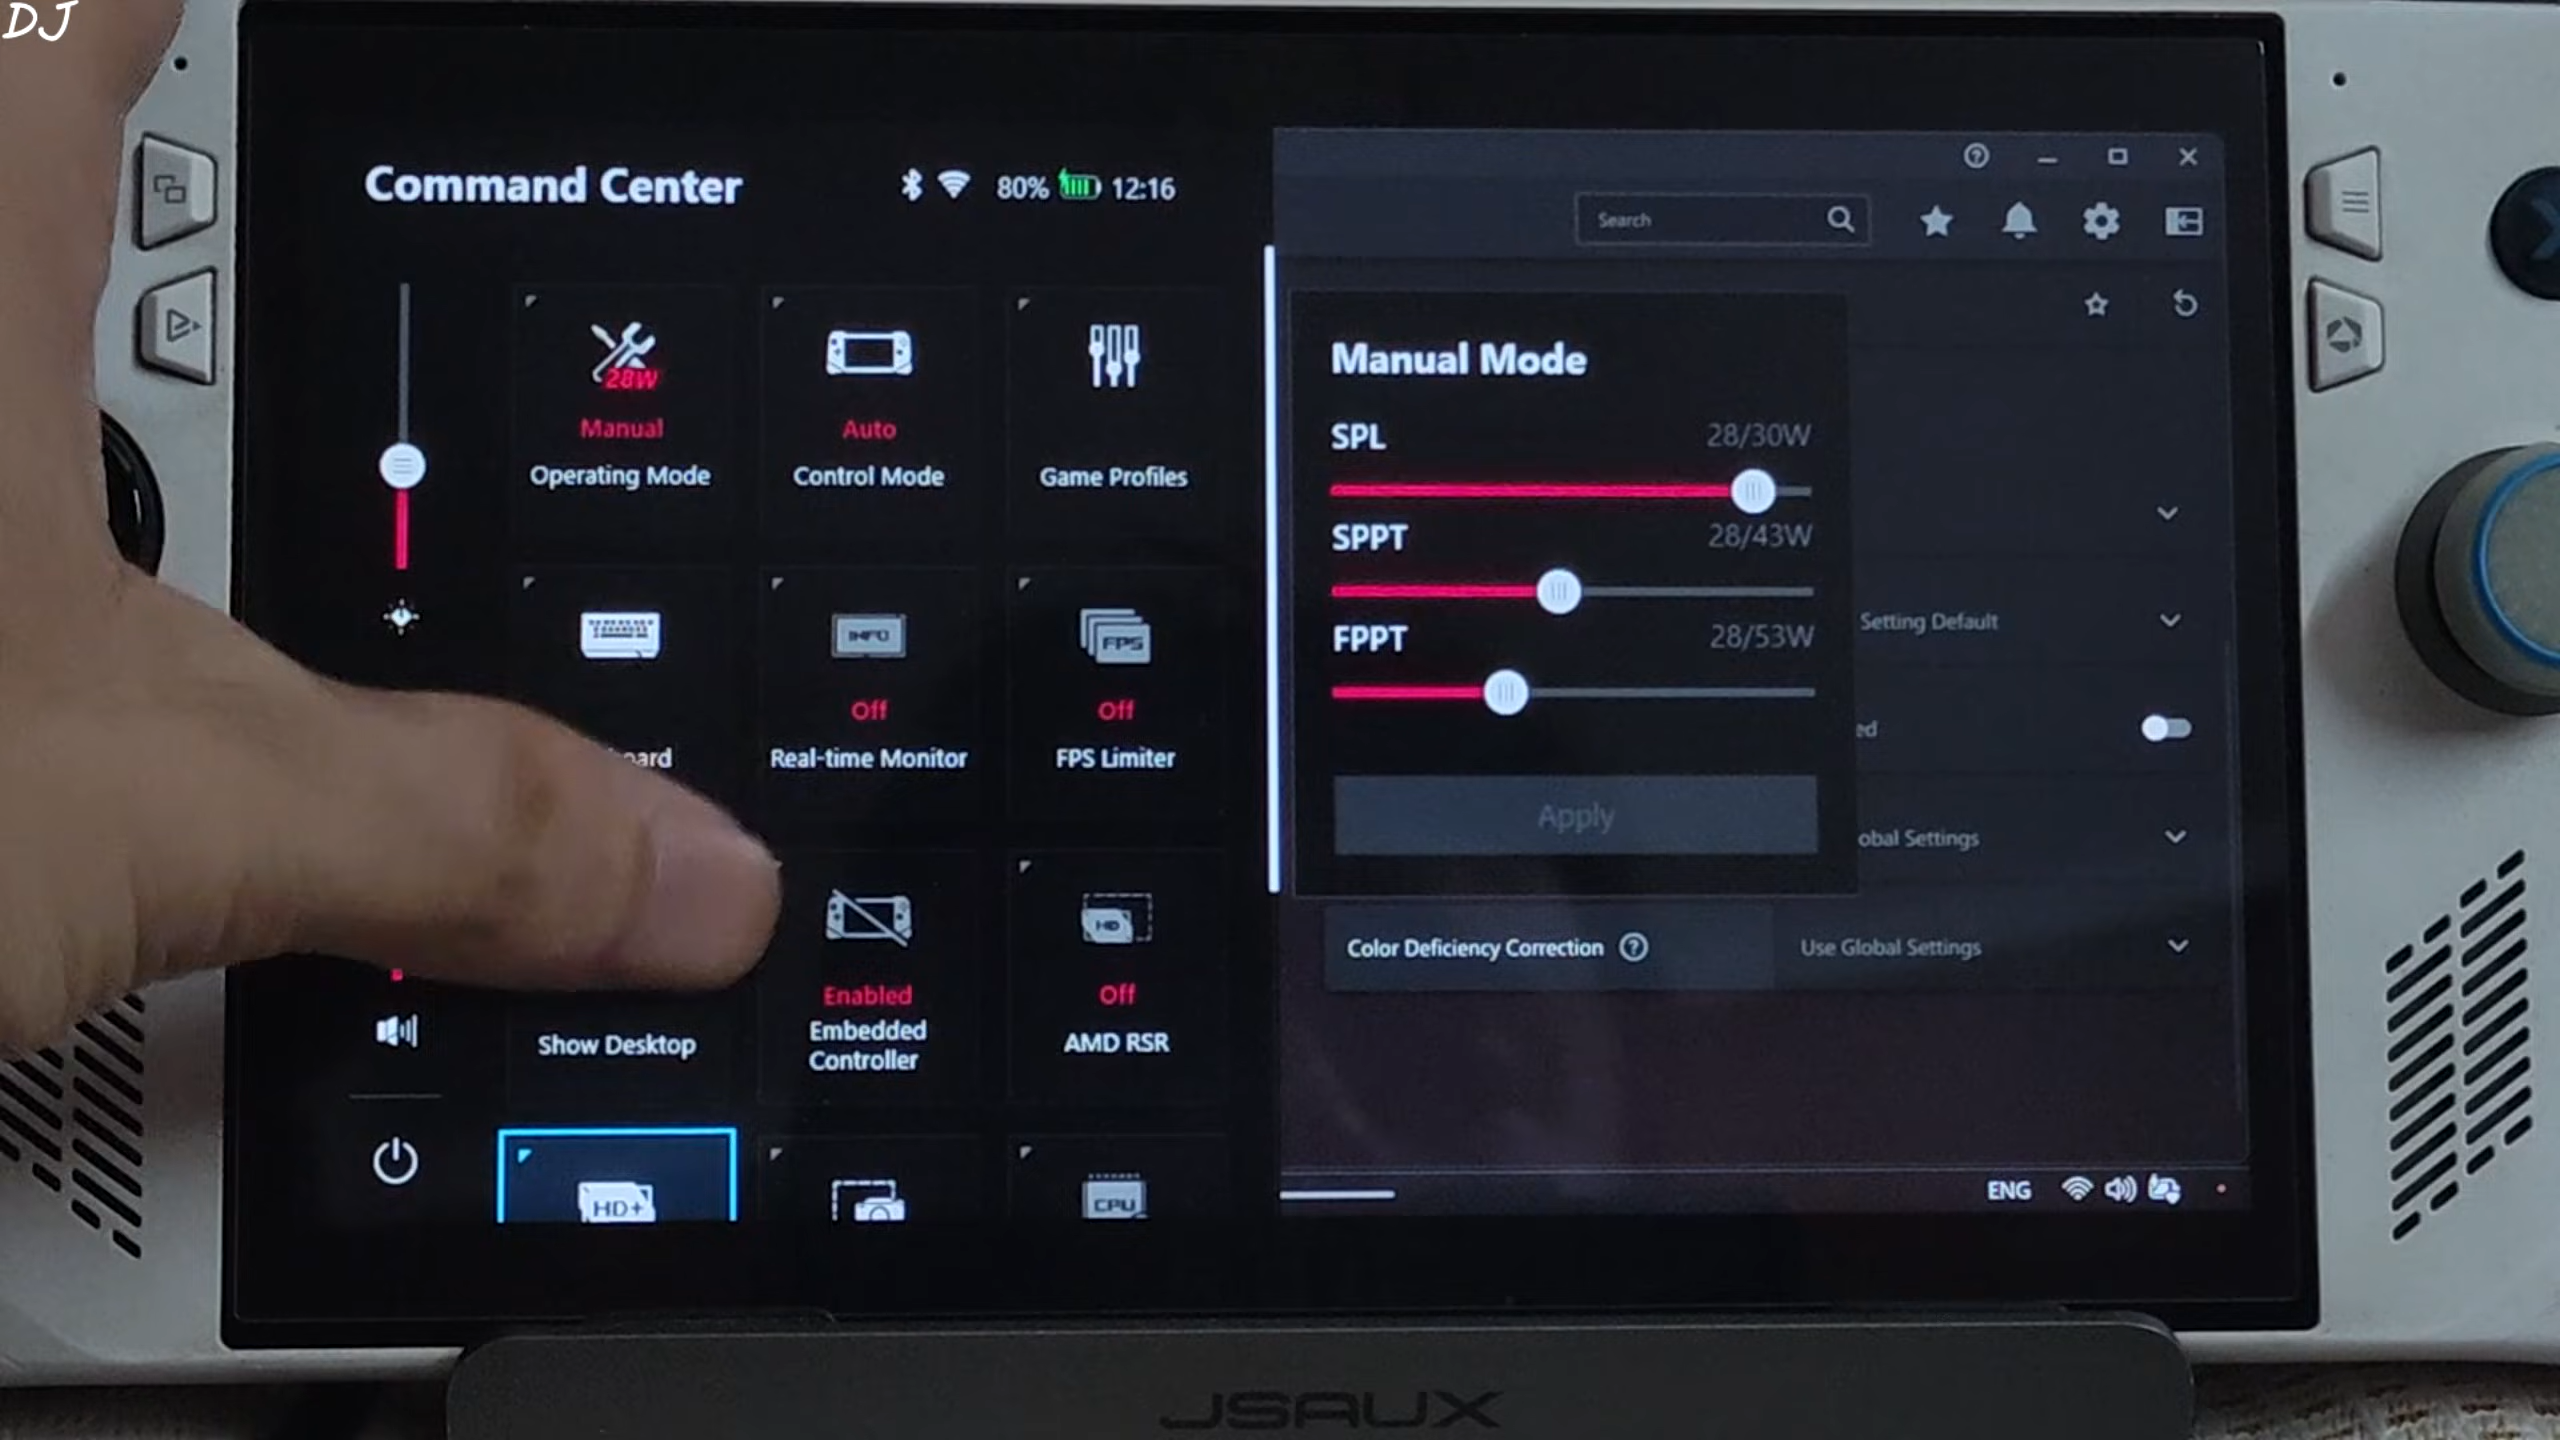 DJ
Command Center
80%
12:16
Search
28W
Manual
Operating Mode
Auto
Control Mode
Game Profiles
Manual Mode
SPL
28/30W
SPPT
28/43W
FPPT
28/53W
Apply
INFO
Off
Real-time Monitor
FPS
Off
FPS Limiter
Setting Default
obal Settings
Show Desktop
Enabled
Embedded
Controller
HD
Off
AMD RSR
Color Deficiency Correction
Use Global Settings
HD+
CPU
ENG
JSAUX